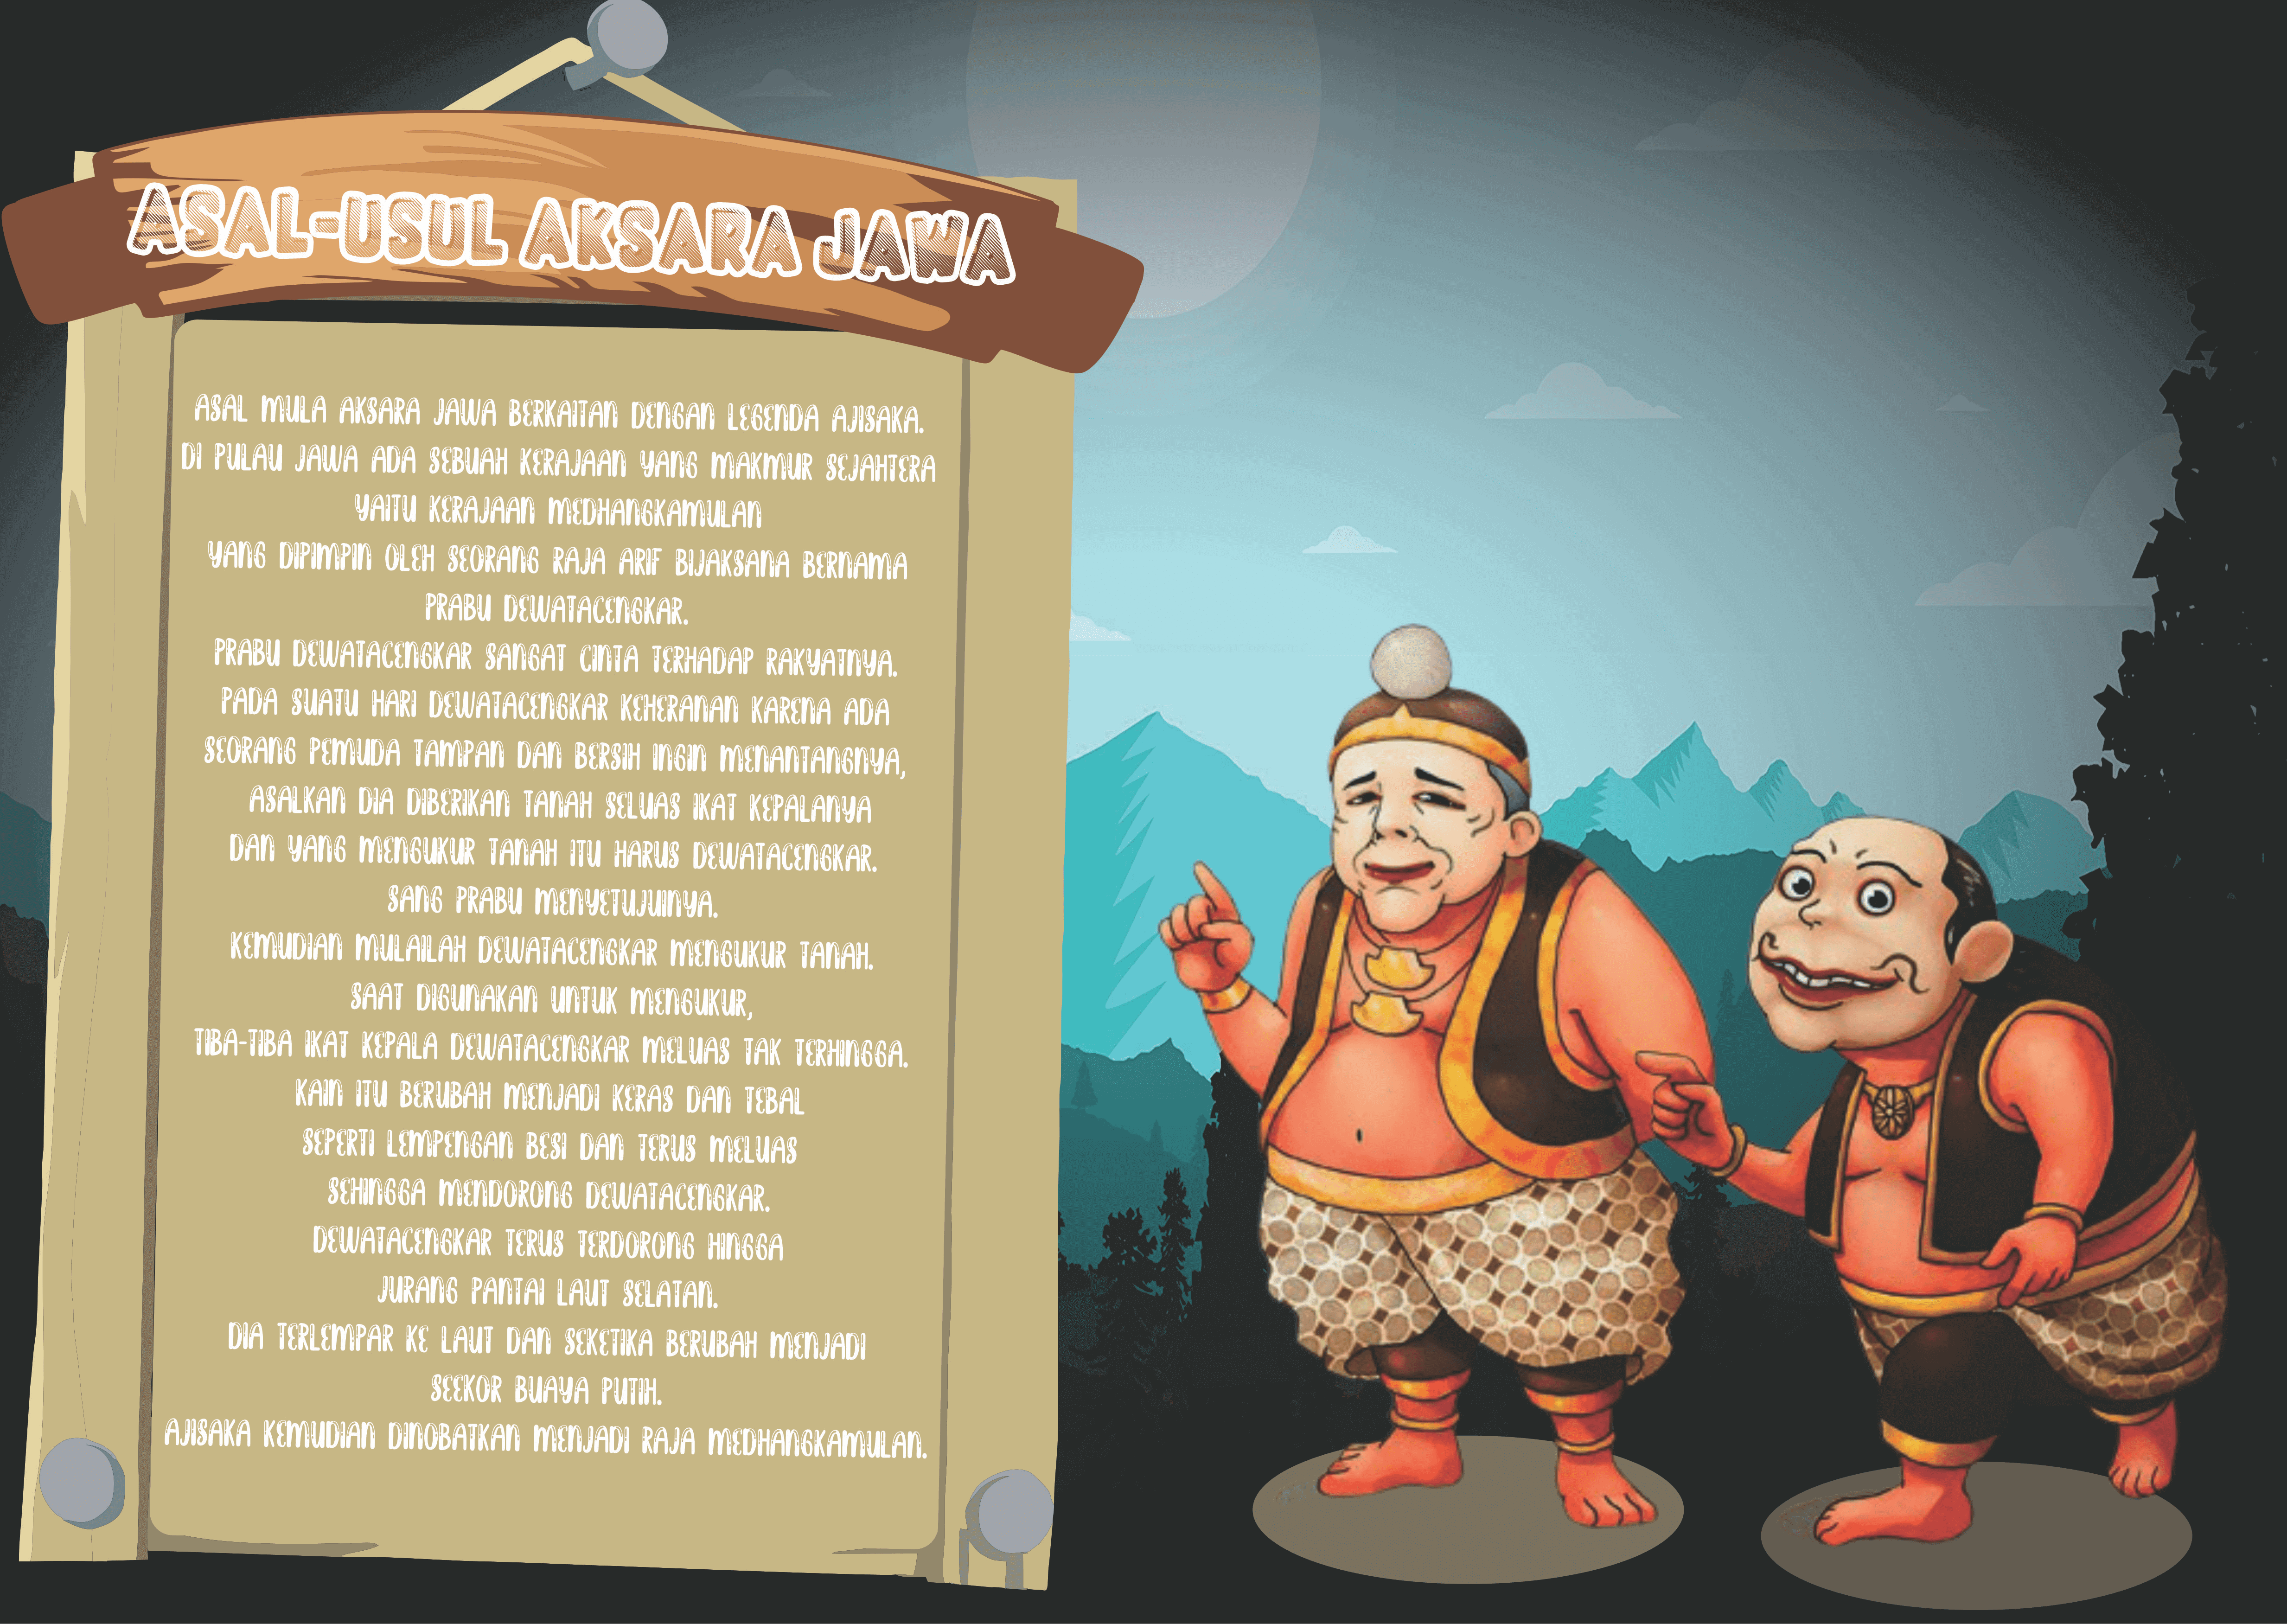 ASAL-USUL AKSARA JAWA
ASAL MULA AKSARA JAWA BERKAITAN DENGAN LEGENDA AJISAKA.
DI PULAU JAWA ADA SEBUAH KERAJAAN YANG MAKMUR SEJAHTERA
YAITU KERAJAAN MEDHANGKAMULAN
YANG DIPIMPIN OLEH SEORANG RAJA ARIF BIJAKSANA BERNAMA
PRABU DEWATACENGKAR.
PRABU DEWATACENGKAR SANGAT CINTA TERHADAP RAKYATNYA.
PADA SUATU HARI DEWATACENGKAR KEHERANAN KARENA ADA
SEORANG PEMUDA TAMPAN DAN BERSIH INGIN MENANTANGNYA,
ASALKAN DIA DIBERIKAN TANAH SELUAS IKAT KEPALANYA
DAN YANG MENGUKUR TANAH ITU HARUS DEWATACENGKAR.
SANG PRABU MENYETUJUINYA.
KEMUDIAN MULAILAH DEWATACENGKAR MENGUKUR TANAH.
SAAT DIGUNAKAN UNTUK MENGUKUR,
TIBA-TIBA IKAT KEPALA DEWATACENGKAR MELUAS TAK TERHINGGA.
KAIN ITU BERUBAH MENJADI KERAS DAN TEBAL
SEPERTI LEMPENGAN BESI DAN TERUS MELUAS
SEHINGGA MENDORONG DEWATACENGKAR.
DEWATACENGKAR TERUS TERDORONG HINGGA
JURANG PANTAI LAUT SELATAN.
DIA TERLEMPAR KE LAUT DAN SEKETIKA BERUBAH MENJADI
SEEKOR BUAYA PUTIH.
AJISAKA KEMUDIAN DINOBATKAN MENJADI RAJA MEDHANGKAMULAN.